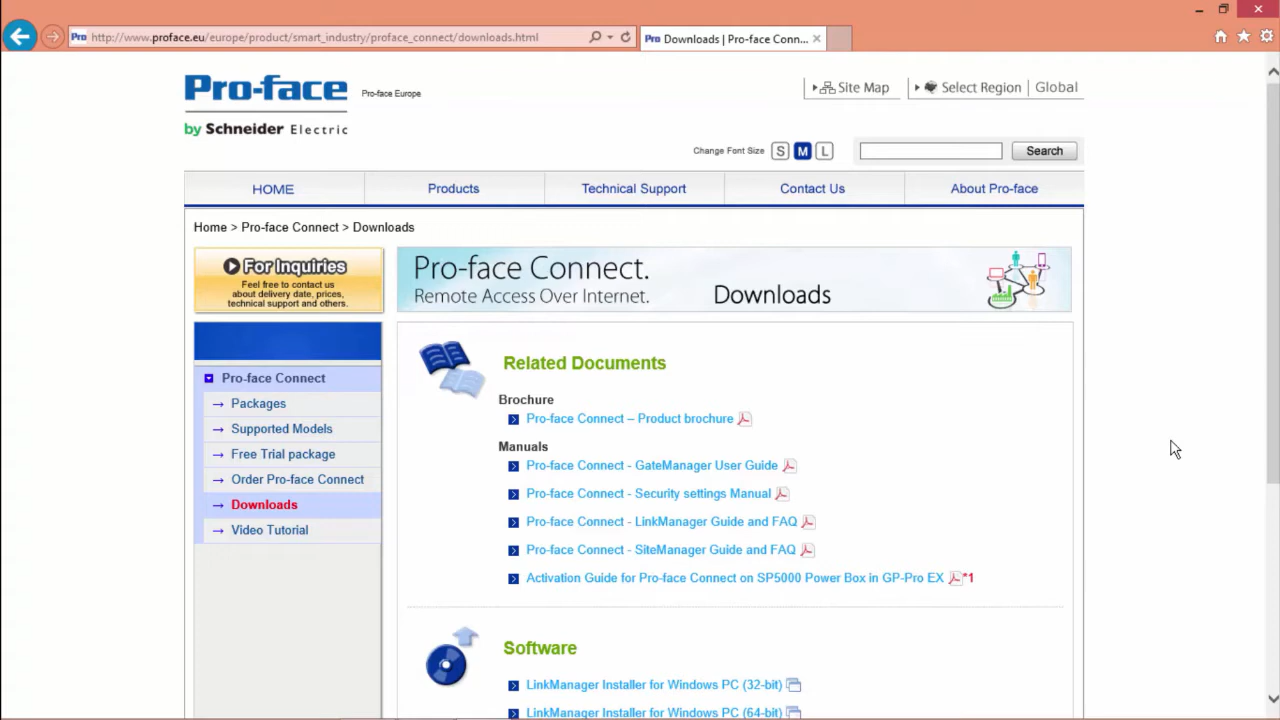 Pro http://www.proface.eu/europe/product/smart_industry/proface_connect/downloads.html
Pro Downloads | Pro-face Conn...
Pro-face
Pro-face Europe
by Schneider Electric
Site Map
Select Region
Global
Change Font Size S M L
Search
HOME
Products
Technical Support
Contact Us
About Pro-face
Home > Pro-face Connect > Downloads
For Inquiries
Feel free to contact us
about delivery date, prices,
technical support and others.
Pro-face Connect.
Remote Access Over Internet.
Downloads
Pro-face Connect
Packages
Supported Models
Free Trial package
Order Pro-face Connect
Downloads
Video Tutorial
Related Documents
Brochure
Pro-face Connect – Product brochure
Manuals
Pro-face Connect - GateManager User Guide
Pro-face Connect - Security settings Manual
Pro-face Connect - LinkManager Guide and FAQ
Pro-face Connect - SiteManager Guide and FAQ
Activation Guide for Pro-face Connect on SP5000 Power Box in GP-Pro EX *1
Software
LinkManager Installer for Windows PC (32-bit)
LinkManager Installer for Windows PC (64-bit)